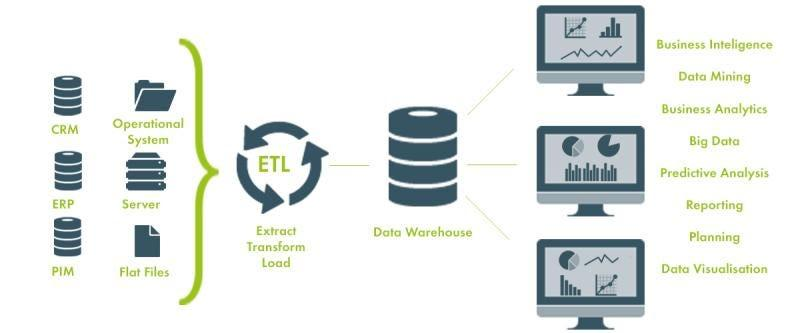 CRM
Operational
System
ERP
Server
PIM
Flat Files
ETL
Extract
Transform
Load
Data Warehouse
Business Inteligence
Data Mining
Business Analytics
Big Data
Predictive Analysis
Reporting
Planning
Data Visualisation